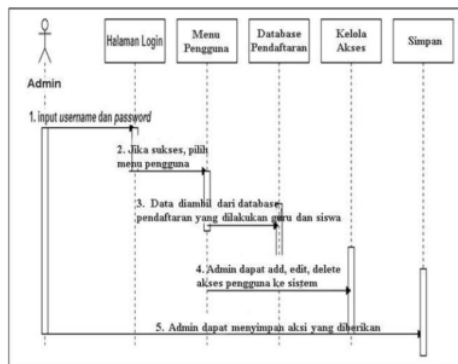 Halaman Login
Menu
Pengguna
Database
Pendaftaran
Kelola
Akses
Simpan
Admin
1. input username dan password
2. Jika sukses, pilih
menu pengguna
3. Data diambil dari database
pendaftaran yang dilakukan guru dan siswa
4. Admin dapat add, edit, delete
akses pengguna ke sistem
5. Admin dapat menyimpan aksi yang diberikan